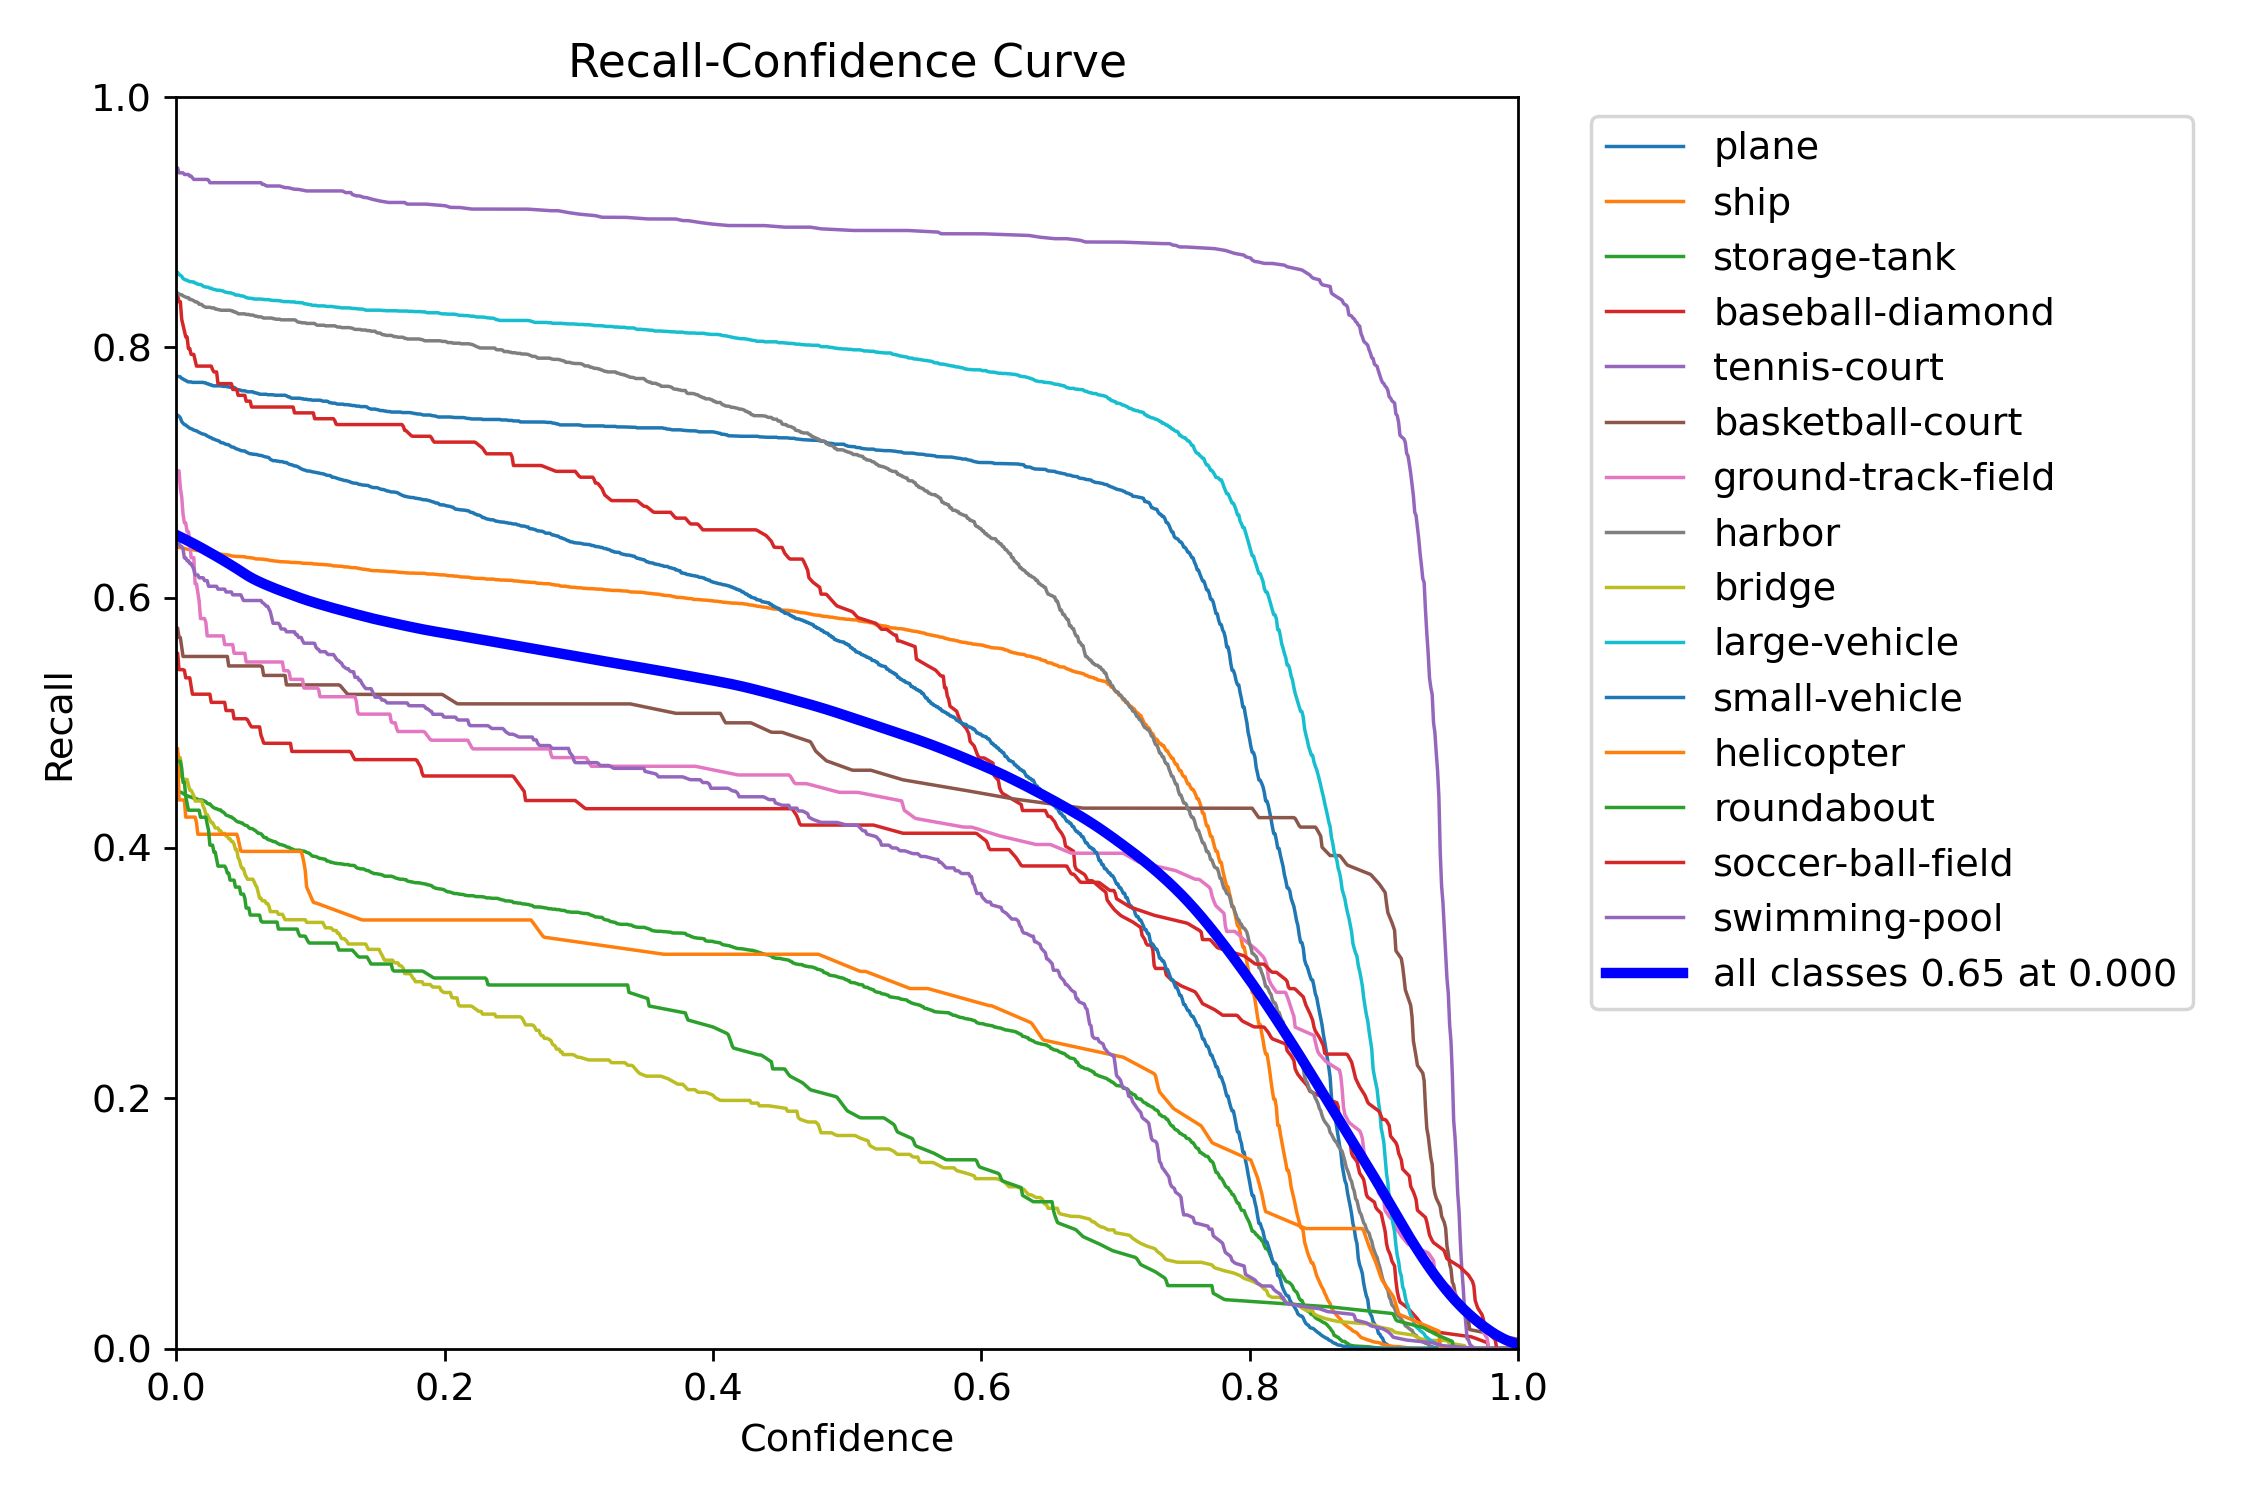 Recall-Confidence Curve
1.0
0.8
0.6
0.4
0.2
0.0
Recall
0.0 0.2 0.4 0.6 0.8 1.0
Confidence
plane
ship
storage-tank
baseball-diamond
tennis-court
basketball-court
ground-track-field
harbor
bridge
large-vehicle
small-vehicle
helicopter
roundabout
soccer-ball-field
swimming-pool
all classes 0.65 at 0.000